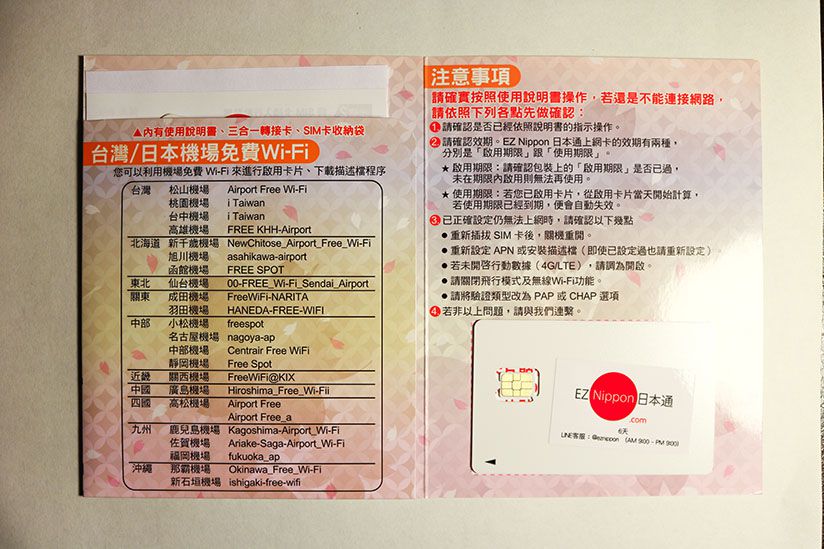 ▲內有使用說明書、三合一轉接卡、SIM卡收納袋
台灣/日本機場免費Wi-Fi
您可以利用機場免費 Wi-Fi 來進行啟用卡片、下載描述檔程序
台灣 松山機場 Airport Free Wi-Fi
桃園機場 i Taiwan
台中機場 i Taiwan
高雄機場 FREE KHH-Airport
北海道 新千歲機場 NewChitose_Airport_Free_Wi-Fi
旭川機場 asahikawa-airport
函館機場 FREE SPOT
東北 仙台機場 00-FREE_Wi-Fi_Sendai_Airport
關東 成田機場 FreeWiFi-NARITA
羽田機場 HANEDA-FREE-WIFI
中部 小松機場 freespot
名古屋機場 nagoya-ap
中部機場 Centrair Free WiFi
靜岡機場 Free Spot
近畿 關西機場 FreeWiFi@KIX
中國 廣島機場 Hiroshima_Free_Wi-Fii
四國 高松機場 Airport Free
Airport Free_a
九州 鹿兒島機場 Kagoshima-Airport_Wi-Fi
佐賀機場 Ariake-Saga-Airport_Wi-Fi
福岡機場 fukuoka_ap
沖繩 那霸機場 Okinawa_Free_Wi-Fi
新石垣機場 ishigaki-free-wifi
注意事項
請確實按照使用說明書操作，若還是不能連接網路，
請依照下列各點先做確認：
1.請確認是否已經依照說明書的指示操作。
2.請確認效期。EZ Nippon 日本通上網卡的效期有兩種，
分別是「啟用期限」跟「使用期限」。
★ 啟用期限：請確認包裝上的「啟用期限」是否已過，
未在期限內啟用則無法再使用。
★ 使用期限：若您已啟用卡片，從啟用卡片當天開始計算，
若使用期限已經到期，便會自動失效。
3.已正確設定仍無法上網時，請確認以下幾點
● 重新插拔 SIM 卡後，關機重開。
● 重新設定 APN 或安裝描述檔（即使已設定過也請重新設定）。
● 若未開啓行動數據（4G/LTE），請調為開啟。
● 請關閉飛行模式及無線Wi-Fi功能。
● 請將驗證類型改為 PAP 或 CHAP 選項
4.若非以上問題，請與我們連繫。
EZ Nippon 日本通
.com
6天
LINE客服：@eznippon （AM 9:00 - PM 9:00）